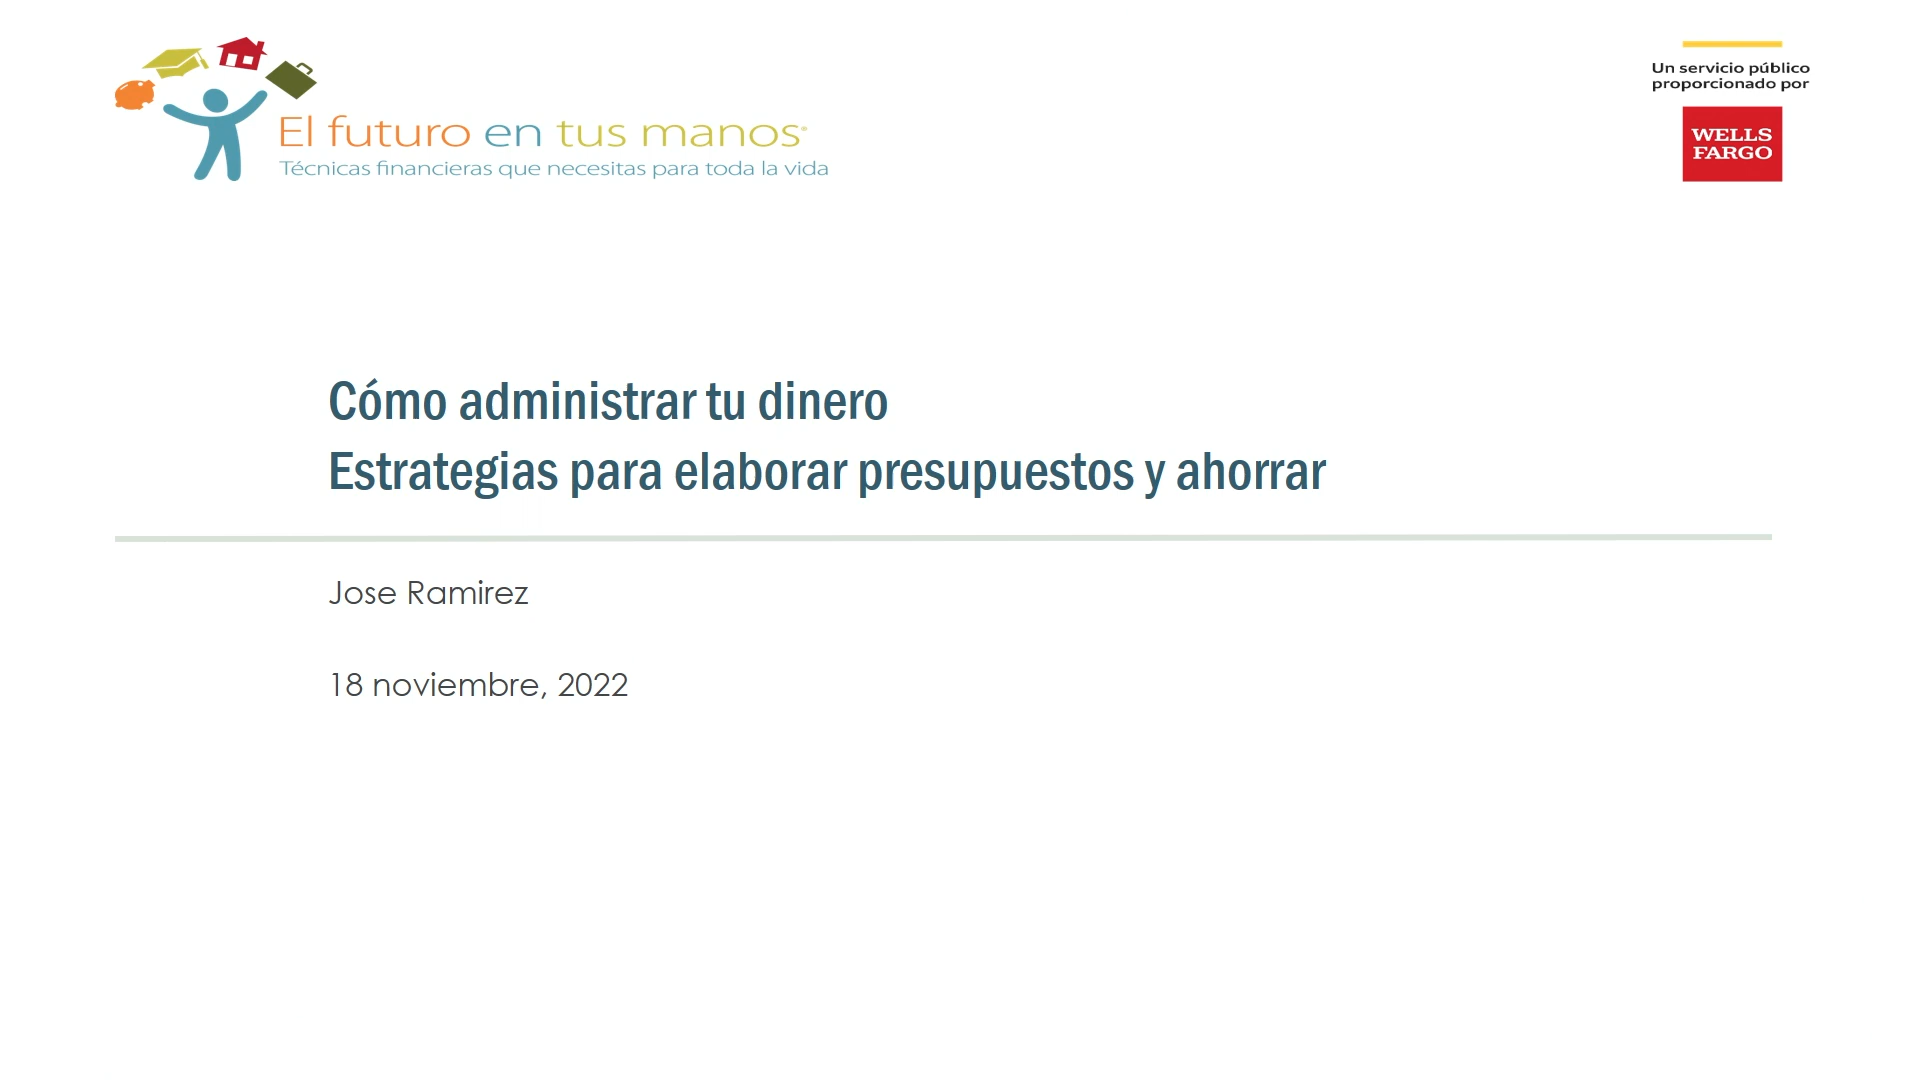 El futuro en tus manos®
Técnicas financieras que necesitas para toda la vida
Un servicio público
proporcionado por
WELLS
FARGO
Cómo administrar tu dinero
Estrategias para elaborar presupuestos y ahorrar
Jose Ramirez
18 noviembre, 2022